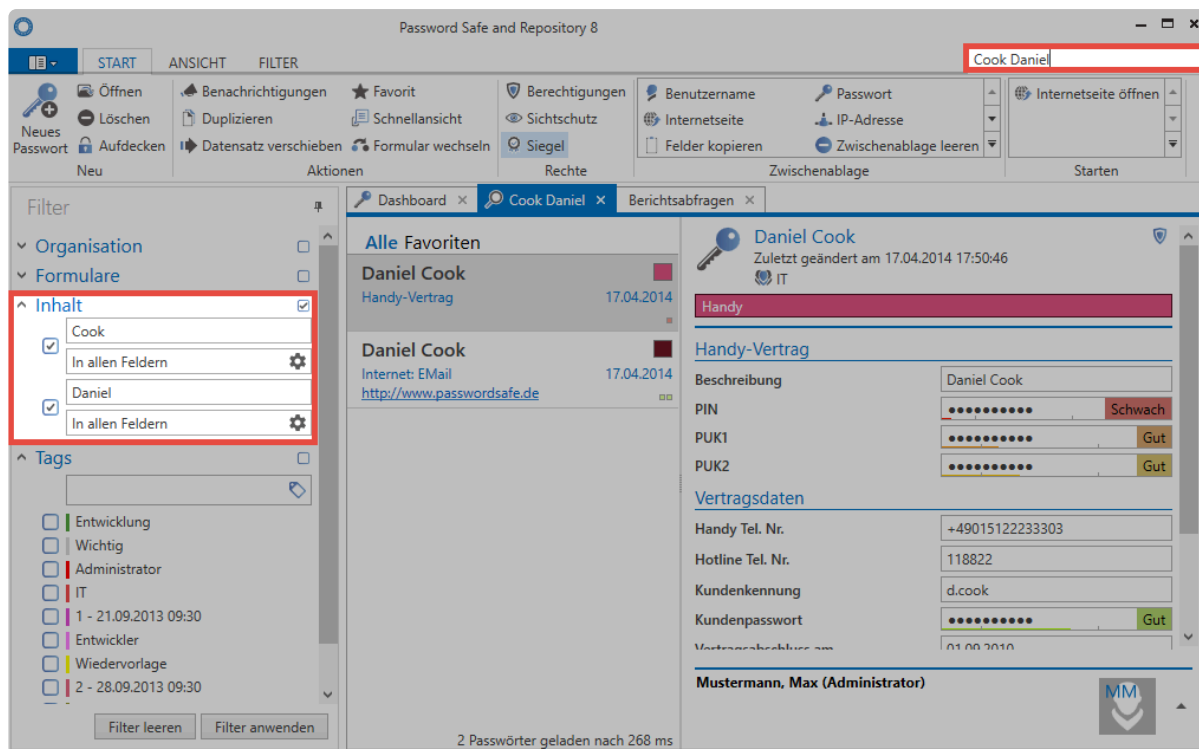 Password Safe and Repository 8
START ANSICHT FILTER
Cook Daniel
Neues Passwort
Öffnen
Löschen
Aufdecken
Neu
Benachrichtigungen
Duplizieren
Datensatz verschieben
Favorit
Schnellansicht
Formular wechseln
Aktionen
Berechtigungen
Sichtschutz
Siegel
Rechte
Benutzername
Internetseite
Felder kopieren
Passwort
IP-Adresse
Zwischenablage leeren
Zwischenablage
Internetseite öffnen
Starten
Filter
Organisation
Formulare
Inhalt
Cook
In allen Feldern
Daniel
In allen Feldern
Tags
Entwicklung
Wichtig
Administrator
IT
1 - 21.09.2013 09:30
Entwickler
Wiedervorlage
2 - 28.09.2013 09:30
Filter leeren Filter anwenden
Dashboard Cook Daniel Berichtsabfragen
Alle Favoriten
Daniel Cook
Handy-Vertrag 17.04.2014
Daniel Cook
Internet: EMail 17.04.2014
http://www.passwordsafe.de
2 Passwörter geladen nach 268 ms
Daniel Cook
Zuletzt geändert am 17.04.2014 17:50:46
IT
Handy
Handy-Vertrag
Beschreibung Daniel Cook
PIN ●●●●●●●●●● Schwach
PUK1 ●●●●●●●●●● Gut
PUK2 ●●●●●●●●●● Gut
Vertragsdaten
Handy Tel. Nr. +49015122233303
Hotline Tel. Nr. 118822
Kundenkennung d.cook
Kundenpasswort ●●●●●●●●●● Gut
Vertragsabschluss am 01.09.2010
Mustermann, Max (Administrator)
MM